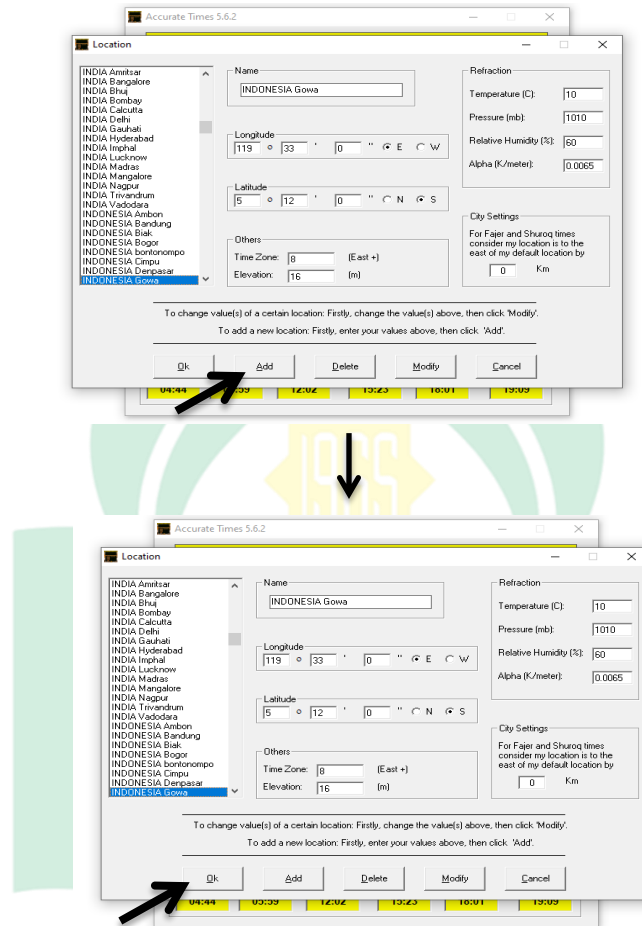 Accurate Times 5.6.2
Location
INDIA Amritsar
INDIA Bangalore
INDIA Bhuj
INDIA Bombay
INDIA Calcutta
INDIA Delhi
INDIA Gauhati
INDIA Hyderabad
INDIA Imphal
INDIA Lucknow
INDIA Madras
INDIA Mangalore
INDIA Nagpur
INDIA Trivandrum
INDIA Vadodara
INDONESIA Ambon
INDONESIA Bandung
INDONESIA Biak
INDONESIA Bogor
INDONESIA bontonompo
INDONESIA Cimpu
INDONESIA Denpasar
INDONESIA Gowa
Name
INDONESIA Gowa
Longitude
119 ° 33 ' 0 " E W
Latitude
5 ° 12 ' 0 " N S
Others
Time Zone: 8 (East +)
Elevation: 16 (m)
Refraction
Temperature (C): 10
Pressure (mb): 1010
Relative Humidity (%): 60
Alpha (K/meter): 0.0065
City Settings
For Fajer and Shuroq times
consider my location is to the
east of my default location by
0 Km
To change value(s) of a certain location: Firstly, change the value(s) above, then click 'Modify'.
To add a new location: Firstly, enter your values above, then click 'Add'.
Ok Add Delete Modify Cancel
04:44 12:02 15:23 18:01 19:09
Accurate Times 5.6.2
Location
INDIA Amritsar
INDIA Bangalore
INDIA Bhuj
INDIA Bombay
INDIA Calcutta
INDIA Delhi
INDIA Gauhati
INDIA Hyderabad
INDIA Imphal
INDIA Lucknow
INDIA Madras
INDIA Mangalore
INDIA Nagpur
INDIA Trivandrum
INDIA Vadodara
INDONESIA Ambon
INDONESIA Bandung
INDONESIA Biak
INDONESIA Bogor
INDONESIA bontonompo
INDONESIA Cimpu
INDONESIA Denpasar
INDONESIA Gowa
Name
INDONESIA Gowa
Longitude
119 ° 33 ' 0 " E W
Latitude
5 ° 12 ' 0 " N S
Others
Time Zone: 8 (East +)
Elevation: 16 (m)
Refraction
Temperature (C): 10
Pressure (mb): 1010
Relative Humidity (%): 60
Alpha (K/meter): 0.0065
City Settings
For Fajer and Shuroq times
consider my location is to the
east of my default location by
0 Km
To change value(s) of a certain location: Firstly, change the value(s) above, then click 'Modify'.
To add a new location: Firstly, enter your values above, then click 'Add'.
Ok Add Delete Modify Cancel
04:44 05:59 12:02 15:23 18:01 19:09